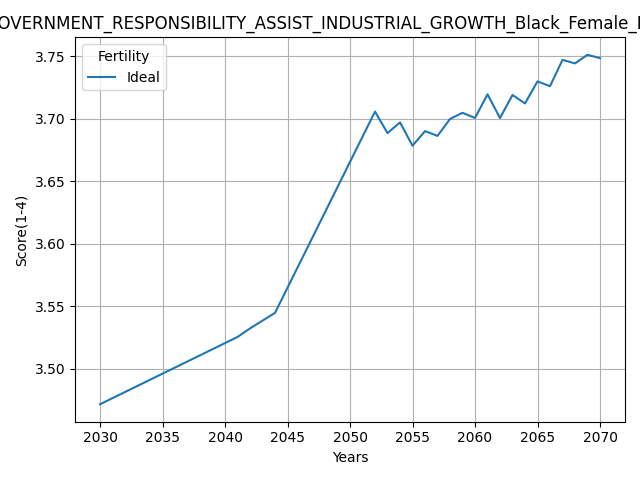 OVERNMENT_RESPONSIBILITY_ASSIST_INDUSTRIAL_GROWTH_Black_Female_
Fertility
Ideal
3.75
3.70
3.65
3.60
3.55
3.50
Score(1-4)
2030 2035 2040 2045 2050 2055 2060 2065 2070
Years